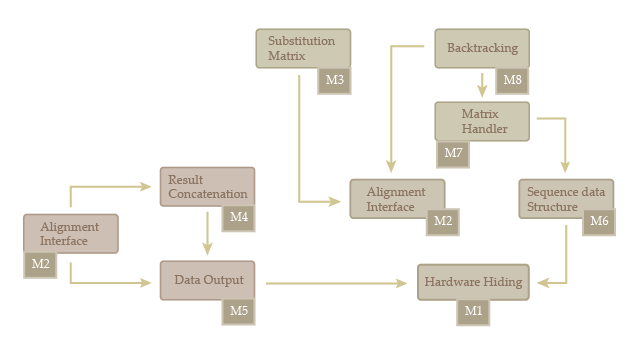 Substitution
Matrix
M3
Backtracking
M8
Matrix
Handler
M7
Result
Concatenation
M4
Alignment
Interface
M2
Sequence data
Structure
M6
Alignment
Interface
M2
Data Output
M5
Hardware Hiding
M1